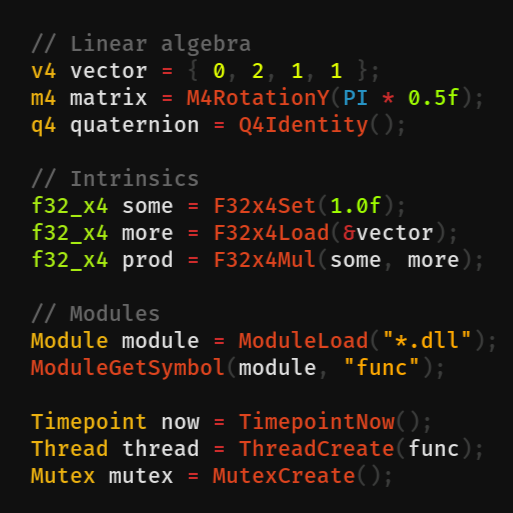 // Linear algebra
v4 vector = { 0, 2, 1, 1 };
m4 matrix = M4RotationY(PI * 0.5f);
q4 quaternion = Q4Identity();
// Intrinsics
f32_x4 some = F32x4Set(1.0f);
f32_x4 more = F32x4Load(&vector);
f32_x4 prod = F32x4Mul(some, more);
// Modules
Module module = ModuleLoad("*.dll");
ModuleGetSymbol(module, "func");
Timepoint now = TimepointNow();
Thread thread = ThreadCreate(func);
Mutex mutex = MutexCreate();